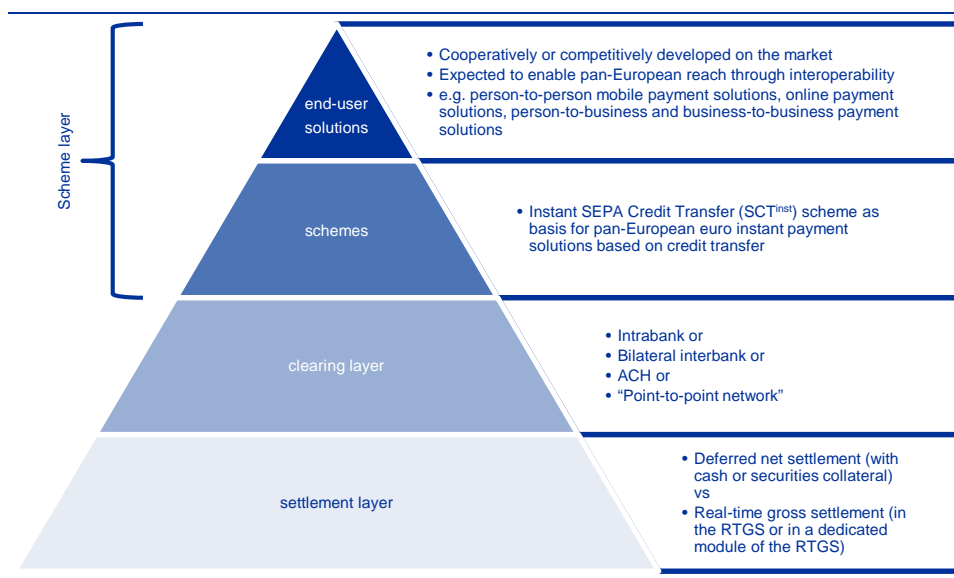 Scheme layer
end-user
solutions
• Cooperatively or competitively developed on the market
• Expected to enable pan-European reach through interoperability
• e.g. person-to-person mobile payment solutions, online payment
solutions, person-to-business and business-to-business payment
solutions
schemes
• Instant SEPA Credit Transfer (SCTinst) scheme as
basis for pan-European euro instant payment
solutions based on credit transfer
clearing layer
• Intrabank or
• Bilateral interbank or
• ACH or
• “Point-to-point network”
settlement layer
• Deferred net settlement (with
cash or securities collateral)
vs
• Real-time gross settlement (in
the RTGS or in a dedicated
module of the RTGS)